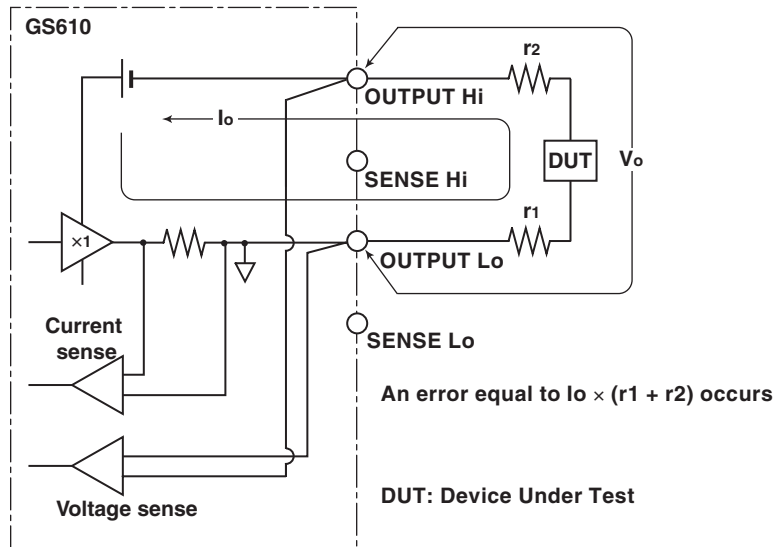 GS610
r2
OUTPUT Hi
Io
DUT
Vo
SENSE Hi
×1
r1
OUTPUT Lo
Current
sense
SENSE Lo
An error equal to Io × (r1 + r2) occurs
DUT: Device Under Test
Voltage sense